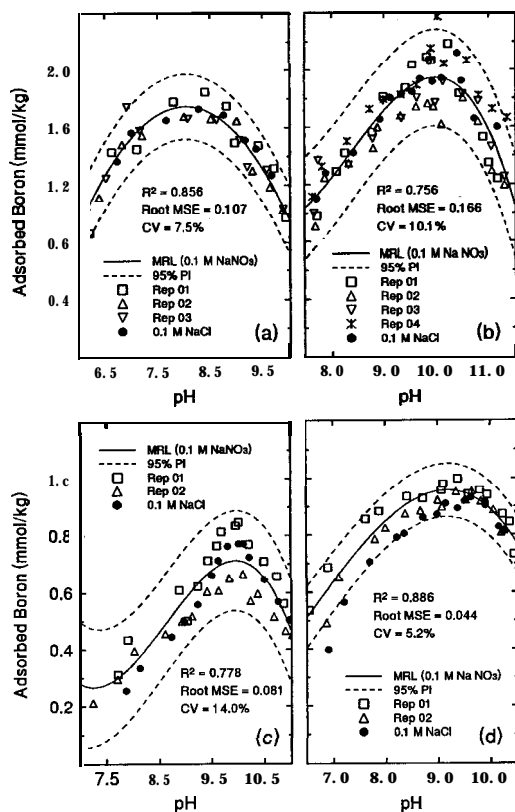 Adsorbed Boron (mmol/kg)
2.0
1.6
1.2
0.8
0.4
R² = 0.856
Root MSE = 0.107
CV = 7.5%
MRL (0.1 M NaNO₃)
95% PI
Rep 01
Rep 02
Rep 03
0.1 M NaCl
(a)
6.5 7.5 8.5 9.5
pH
R² = 0.756
Root MSE = 0.166
CV = 10.1%
MRL (0.1 M Na NO₃)
95% PI
Rep 01
Rep 02
Rep 03
Rep 04
0.1 M NaCl
(b)
8.0 9.0 10.0 11.0
pH
Adsorbed Boron (mmol/kg)
1.c
0.8
0.6
0.4
0.2
MRL (0.1 M NaNO₃)
95% PI
Rep 01
Rep 02
0.1 M NaCl
R² = 0.778
Root MSE = 0.081
CV = 14.0%
(c)
7.5 8.5 9.5 10.5
pH
R² = 0.886
Root MSE = 0.044
CV = 5.2%
MRL (0.1 M Na NO₃)
95% PI
Rep 01
Rep 02
0.1 M NaCl
(d)
7.0 8.0 9.0 10.0
pH